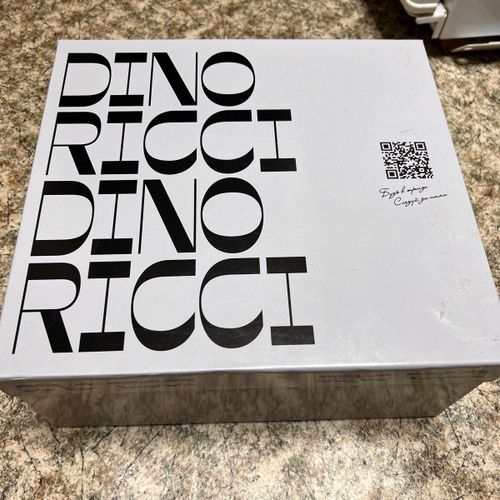 DINO
RICCI
DINO
RICCI
Будь в тренде
Следуй за нами